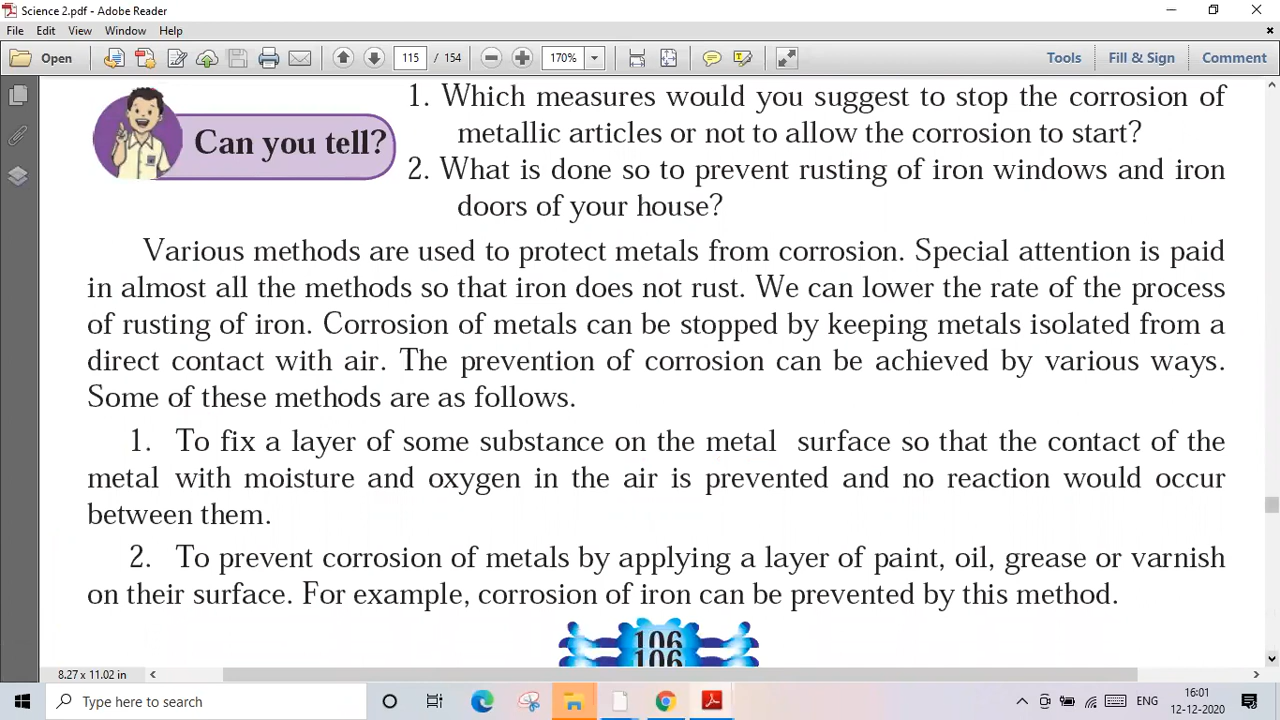 Science 2.pdf - Adobe Reader
File Edit View Window Help
Open 115 / 154 170% Tools Fill & Sign Comment
Can you tell?
1. Which measures would you suggest to stop the corrosion of
metallic articles or not to allow the corrosion to start?
2. What is done so to prevent rusting of iron windows and iron
doors of your house?
Various methods are used to protect metals from corrosion. Special attention is paid
in almost all the methods so that iron does not rust. We can lower the rate of the process
of rusting of iron. Corrosion of metals can be stopped by keeping metals isolated from a
direct contact with air. The prevention of corrosion can be achieved by various ways.
Some of these methods are as follows.
1. To fix a layer of some substance on the metal surface so that the contact of the
metal with moisture and oxygen in the air is prevented and no reaction would occur
between them.
2. To prevent corrosion of metals by applying a layer of paint, oil, grease or varnish
on their surface. For example, corrosion of iron can be prevented by this method.
106
106
8.27 x 11.02 in
Type here to search
ENG
16:01
12-12-2020